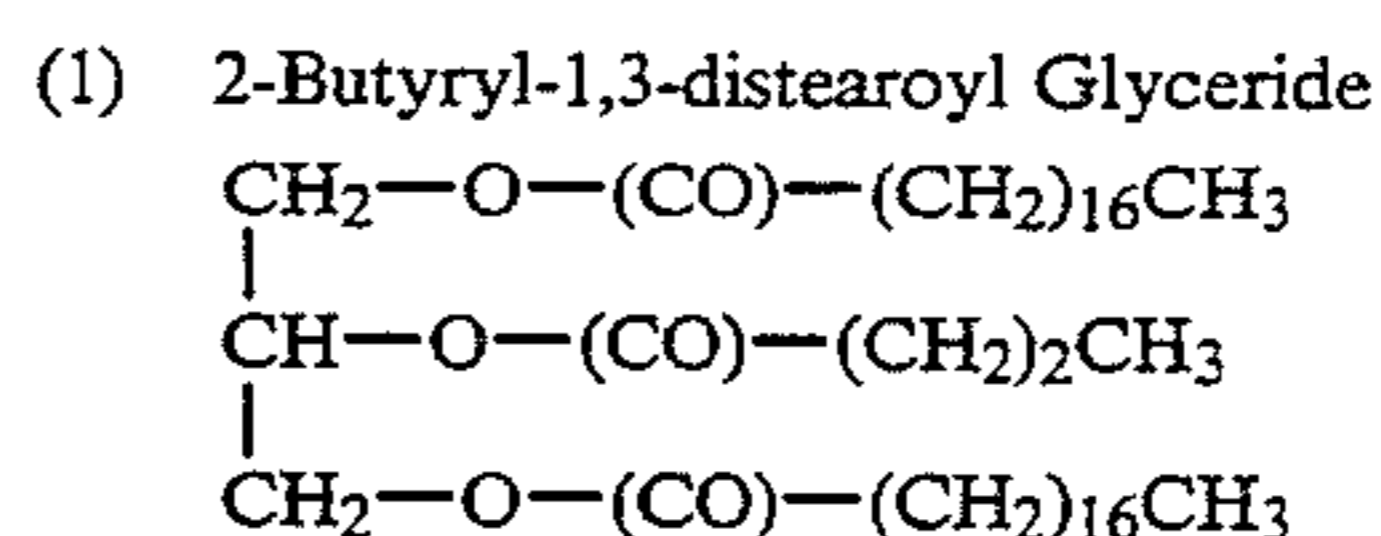 (1) 2-Butyryl-1,3-distearoyl Glyceride
CH₂—O—(CO)—(CH₂)₁₆CH₃
CH—O—(CO)—(CH₂)₂CH₃
CH₂—O—(CO)—(CH₂)₁₆CH₃